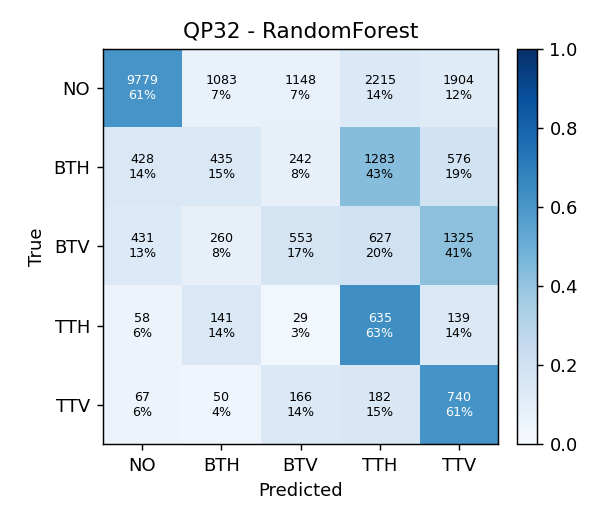 QP32 - RandomForest
NO 9779 1083 1148 2215 1904
61% 7% 7% 14% 12%
BTH 428 435 242 1283 576
14% 15% 8% 43% 19%
BTV 431 260 553 627 1325
13% 8% 17% 20% 41%
TTH 58 141 29 635 139
6% 14% 3% 63% 14%
TTV 67 50 166 182 740
6% 4% 14% 15% 61%
NO BTH BTV TTH TTV
Predicted
True
1.0
0.8
0.6
0.4
0.2
0.0